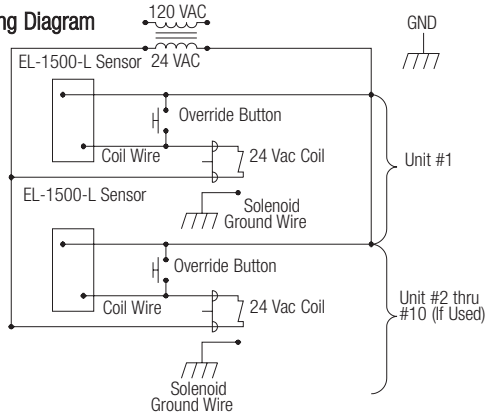 ng Diagram
120 VAC
GND
EL-1500-L Sensor
24 VAC
Override Button
Coil Wire
24 Vac Coil
Unit #1
EL-1500-L Sensor
Solenoid
Ground Wire
Override Button
Coil Wire
24 Vac Coil
Unit #2 thru
#10 (If Used)
Solenoid
Ground Wire